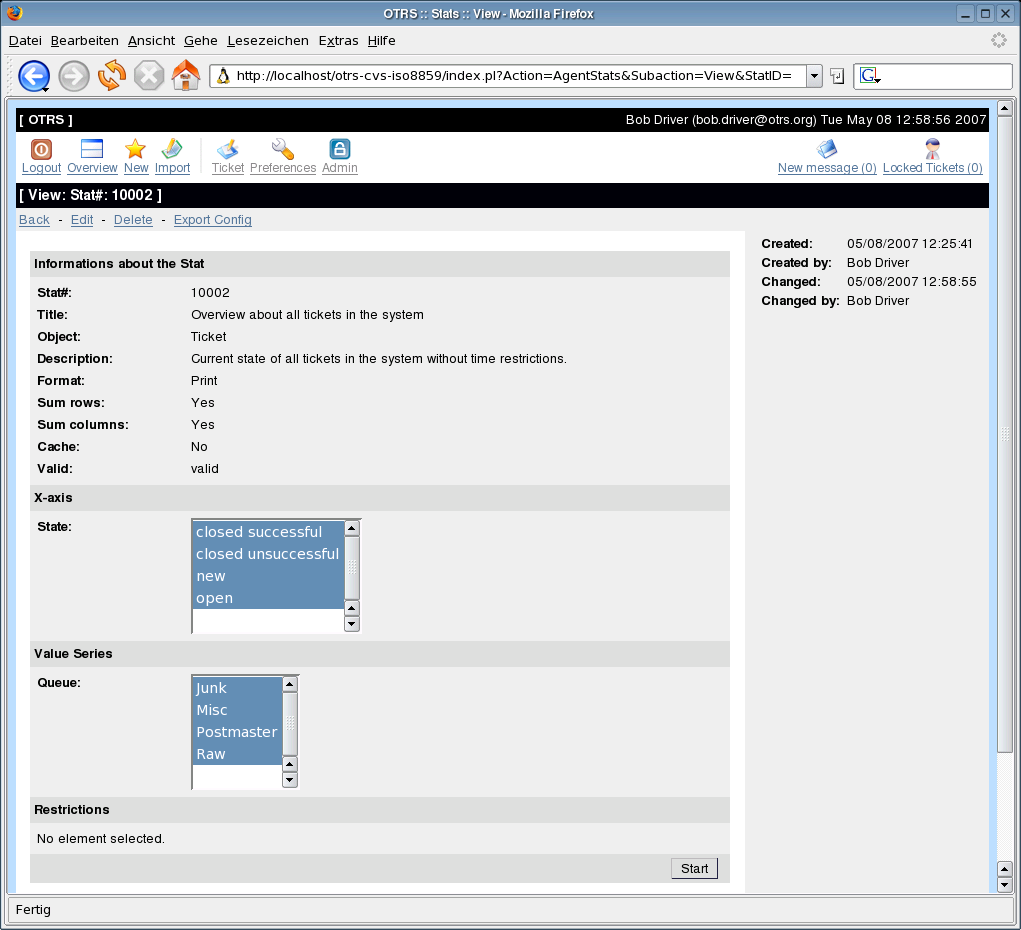 OTRS :: Stats :: View - Mozilla Firefox
Datei Bearbeiten Ansicht Gehe Lesezeichen Extras Hilfe
http://localhost/otrs-cvs-iso8859/index.pl?Action=AgentStats&Subaction=View&StatID= G
[ OTRS ] Bob Driver (bob.driver@otrs.org) Tue May 08 12:58:56 2007
Logout Overview New Import Ticket Preferences Admin New message (0) Locked Tickets (0)
[ View: Stat#: 10002 ]
Back - Edit - Delete - Export Config
Created: 05/08/2007 12:25:41
Created by: Bob Driver
Changed: 05/08/2007 12:58:55
Changed by: Bob Driver
Informations about the Stat
Stat#: 10002
Title: Overview about all tickets in the system
Object: Ticket
Description: Current state of all tickets in the system without time restrictions.
Format: Print
Sum rows: Yes
Sum columns: Yes
Cache: No
Valid: valid
X-axis
State: closed successful
closed unsuccessful
new
open
Value Series
Queue: Junk
Misc
Postmaster
Raw
Restrictions
No element selected.
Start
Fertig